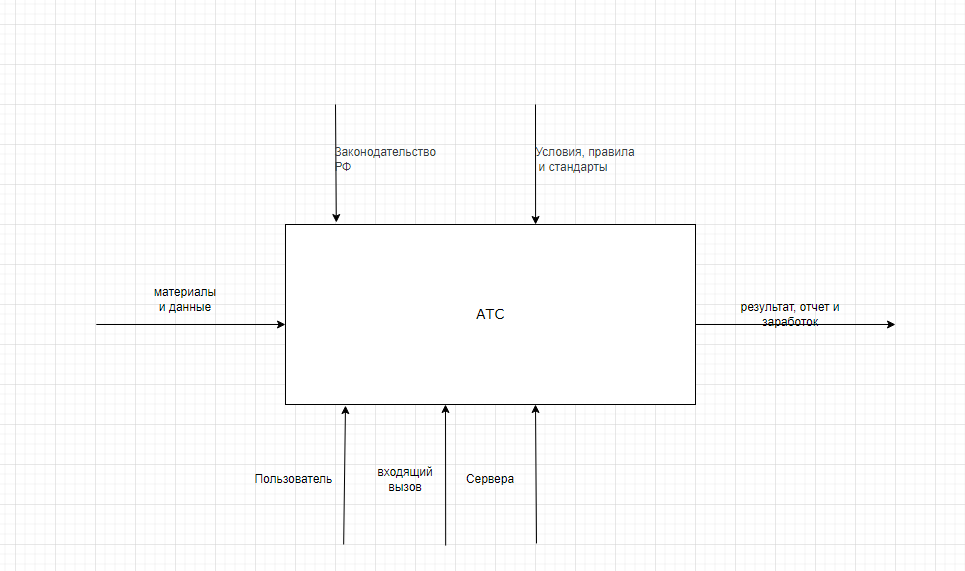 Законодательство
РФ
Условия, правила
и стандарты
материалы
и данные
АТС
результат, отчет и
заработок
Пользователь
входящий
вызов
Сервера